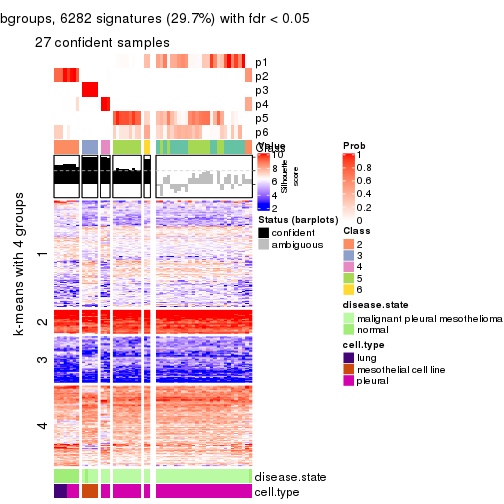 bgroups, 6282 signatures (29.7%) with fdr < 0.05
27 confident samples
p1
p2
p3
p4
p5
p6
Class
Silhouette
score
1
2
3
4
k-means with 4 groups
disease.state
cell.type
Value
10
8
6
4
2
Status (barplots)
confident
ambiguous
Prob
1
0.8
0.6
0.4
0.2
0
Class
2
3
4
5
6
disease.state
malignant pleural mesothelioma
normal
cell.type
lung
mesothelial cell line
pleural